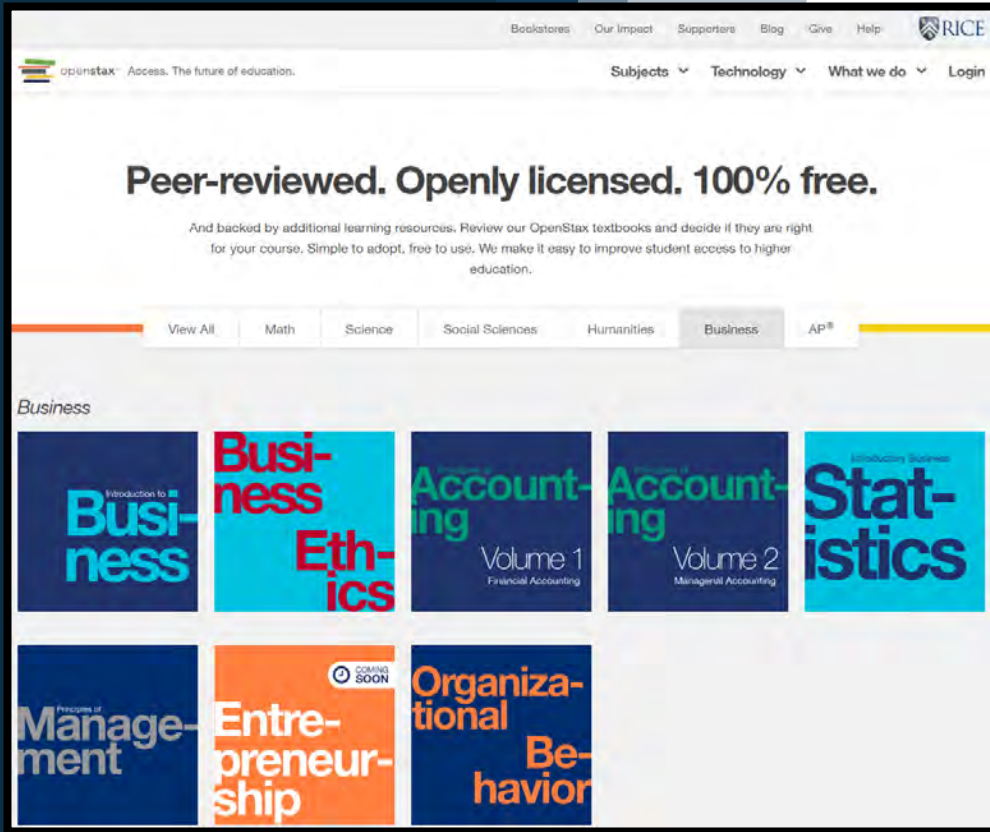 Bookstores Our Impact Supporters Blog Give Help RICE
openstax™ Access. The future of education.
Subjects Technology What we do Login
Peer-reviewed. Openly licensed. 100% free.
And backed by additional learning resources. Review our OpenStax textbooks and decide if they are right
for your course. Simple to adopt, free to use. We make it easy to improve student access to higher
education.
View All Math Science Social Sciences Humanities Business AP®
Business
Introduction to
Busi-
ness
Busi-
ness
Eth-
ics
Principles of
Account-
ing
Volume 1
Financial Accounting
Principles of
Account-
ing
Volume 2
Managerial Accounting
Introductory Business
Stat-
istics
Principles of
Manage-
ment
COMING
SOON
Entre-
preneur-
ship
Organiza-
tional
Be-
havior